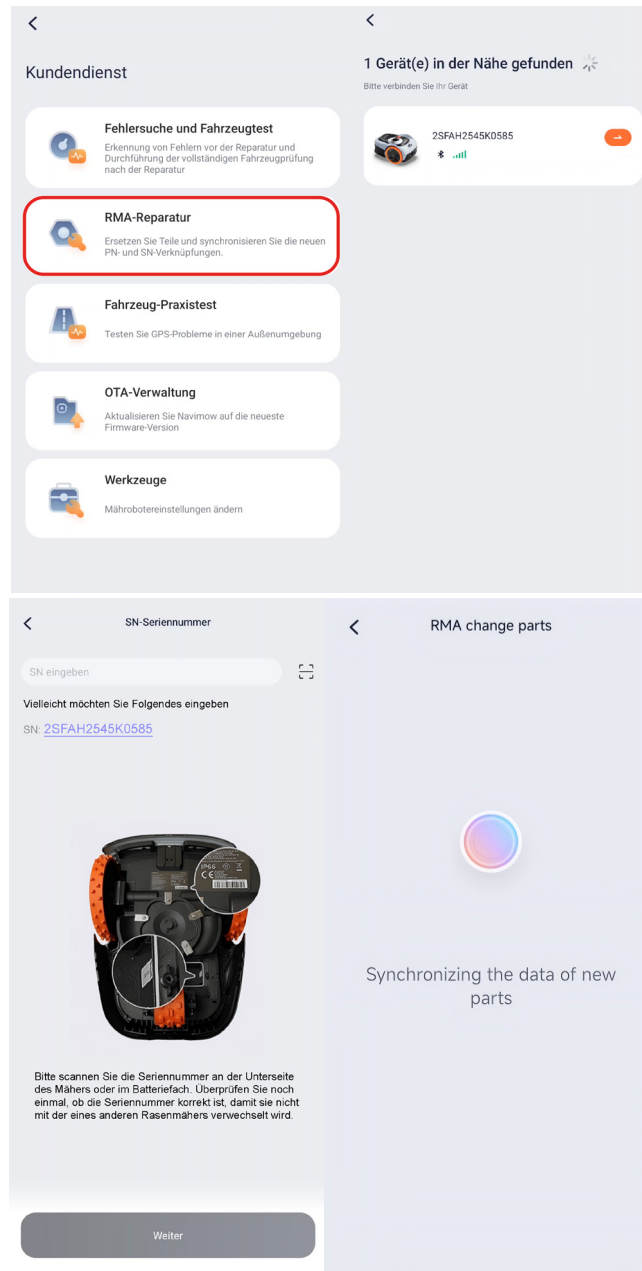 Kundendienst
Fehlersuche und Fahrzeugtest
Erkennung von Fehlern vor der Reparatur und
Durchführung der vollständigen Fahrzeugprüfung
nach der Reparatur
RMA-Reparatur
Ersetzen Sie Teile und synchronisieren Sie die neuen
PN- und SN-Verknüpfungen.
Fahrzeug-Praxistest
Testen Sie GPS-Probleme in einer Außenumgebung
OTA-Verwaltung
Aktualisieren Sie Navimow auf die neueste
Firmware-Version
Werkzeuge
Mährobotereinstellungen ändern
1 Gerät(e) in der Nähe gefunden
Bitte verbinden Sie Ihr Gerät
2SFAH2545K0585
SN-Seriennummer
SN eingeben
Vielleicht möchten Sie Folgendes eingeben
SN: 2SFAH2545K0585
IP66
CE
Bitte scannen Sie die Seriennummer an der Unterseite
des Mähers oder im Batteriefach. Überprüfen Sie noch
einmal, ob die Seriennummer korrekt ist, damit sie nicht
mit der eines anderen Rasenmähers verwechselt wird.
Weiter
RMA change parts
Synchronizing the data of new
parts